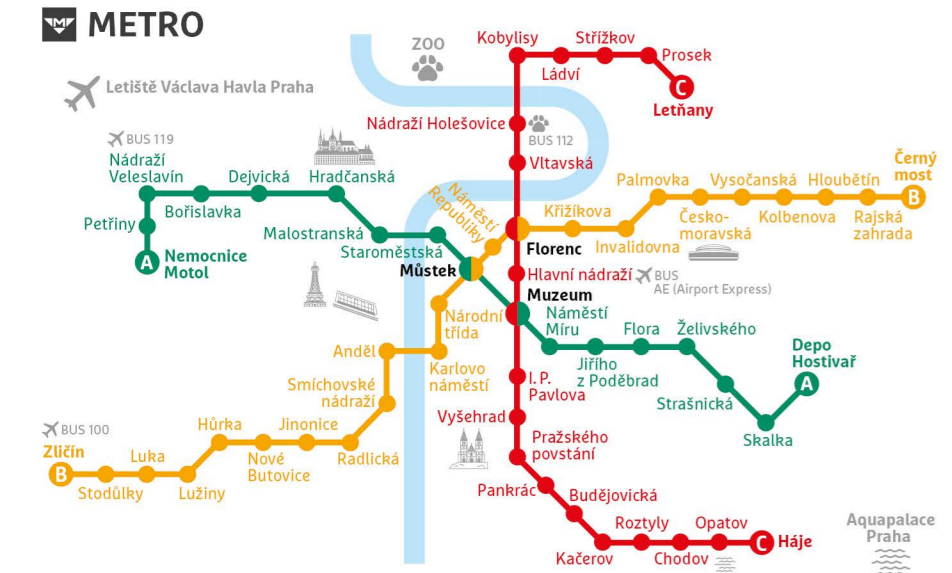 METRO
ZOO
Letiště Václava Havla Praha
Kobylisy
Střížkov
Ládví
Prosek
C
Letňany
Nádraží Holešovice
BUS 112
Vltavská
BUS 119
Nádraží
Veleslavín
Dejvická
Hradčanská
Bořislavka
Petřiny
A
Nemocnice
Motol
Malostranská
Staroměstská
Můstek
Náměstí
Republiky
Florenc
Křižíkova
Invalidovna
Palmovka
Česko-
moravská
Vysočanská
Kolbenova
Hloubětín
Rajská
zahrada
Černý
most
B
Hlavní nádraží
BUS
AE (Airport Express)
Muzeum
Náměstí
Míru
Jiřího
z Poděbrad
Flora
Želivského
Strašnická
Skalka
Depo
Hostivař
A
Národní
třída
Karlovo
náměstí
Anděl
Smíchovské
nádraží
Radlická
Jinonice
Nové
Butovice
Hůrka
Lužiny
Luka
Stodůlky
BUS 100
Zličín
B
I. P.
Pavlova
Vyšehrad
Pražského
povstání
Pankrác
Budějovická
Kačerov
Roztyly
Chodov
Opatov
C
Háje
Aquapalace
Praha